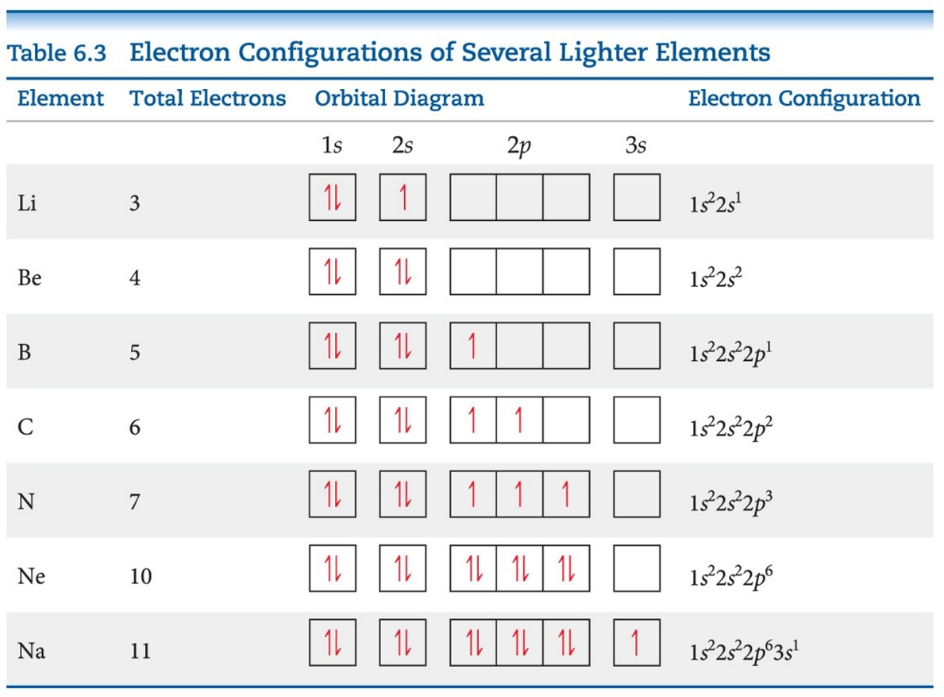 Table 6.3 Electron Configurations of Several Lighter Elements
Element Total Electrons Orbital Diagram Electron Configuration
1s 2s 2p 3s
Li 3 ⥮ ↿ 1s²2s¹
Be 4 ⥮ ⥮ 1s²2s²
B 5 ⥮ ⥮ ↿ 1s²2s²2p¹
C 6 ⥮ ⥮ ↿ ↿ 1s²2s²2p²
N 7 ⥮ ⥮ ↿ ↿ ↿ 1s²2s²2p³
Ne 10 ⥮ ⥮ ⥮ ⥮ ⥮ 1s²2s²2p⁶
Na 11 ⥮ ⥮ ⥮ ⥮ ⥮ ↿ 1s²2s²2p⁶3s¹